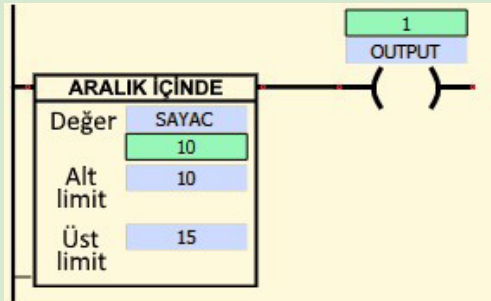 1
OUTPUT
ARALIK İÇİNDE
Değer SAYAC
10
Alt limit 10
Üst limit 15